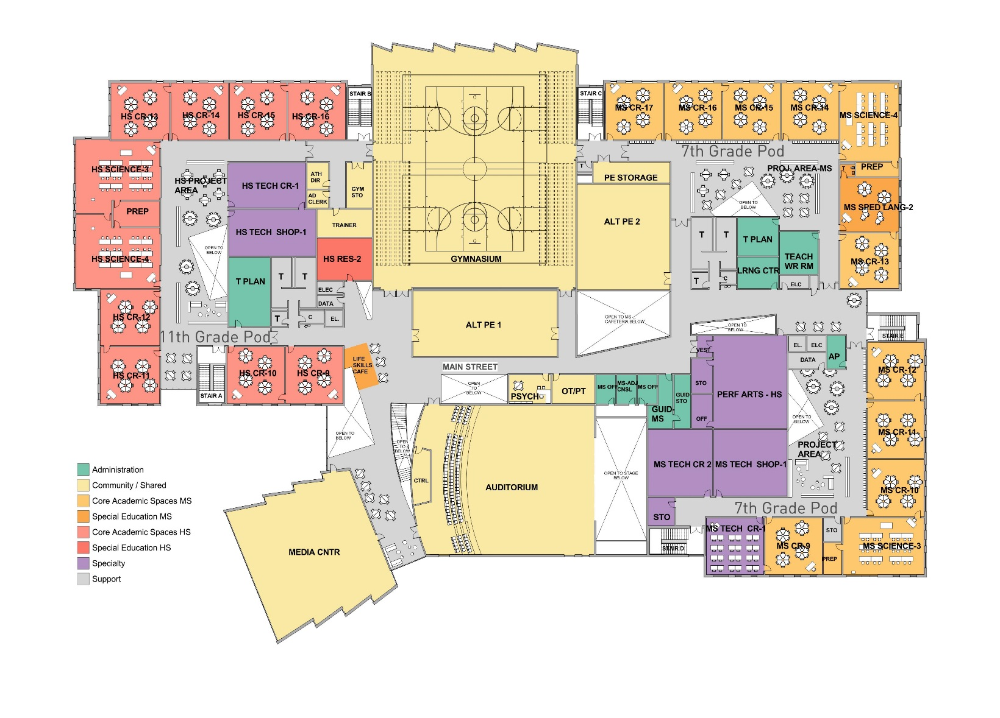 STAIR B
STAIR C
HS CR-13
HS CR-14
HS CR-15
HS CR-16
MS CR-17
MS CR-16
MS CR-15
MS CR-14
MS SCIENCE-4
7th Grade Pod
HS SCIENCE-3
HS PROJECT
AREA
HS TECH CR-1
ATH
DIR
AD
CLERK
GYM
STO
T
PE STORAGE
PROJ. AREA-MS
T
PREP
OPEN TO
BELOW
MS SPED LANG-2
PREP
HS TECH SHOP-1
TRAINER
ALT PE 2
T
T
T PLAN
HS SCIENCE-4
OPEN TO
BELOW
HS RES-2
GYMNASIUM
TEACH
WR RM
LRNG CTR
MS CR-13
T PLAN
T
T
ELEC
DATA
T
C
ELC
HS CR-12
T
C
EL.
ALT PE 1
OPEN TO MS
CAFETERIA BELOW
OPEN TO
BELOW
STAIR E
11th Grade Pod
VEST
EL.
ELC
DATA
AP
HS CR-11
HS CR-10
HS CR-9
LIFE
SKILLS
CAFE
MAIN STREET
MS CR-12
STAIR A
OPEN
TO
BELOW
PSYCH
OT/PT
MS OFF
MS-ADJ
CNSL
MS OFF
GUID
STO
GUID-
MS
STO
OFF
PERF ARTS - HS
OPEN TO
BELOW
OPEN TO
BELOW
OPEN
TO
BELOW
MS CR-11
PROJECT
AREA
CTRL
AUDITORIUM
OPEN TO STAGE
BELOW
MS TECH CR 2
MS TECH SHOP-1
MS CR-10
7th Grade Pod
STO
STAIR D
MS TECH CR-1
MS CR-9
STO
PREP
MS SCIENCE-3
MEDIA CNTR
Administration
Community / Shared
Core Academic Spaces MS
Special Education MS
Core Academic Spaces HS
Special Education HS
Specialty
Support